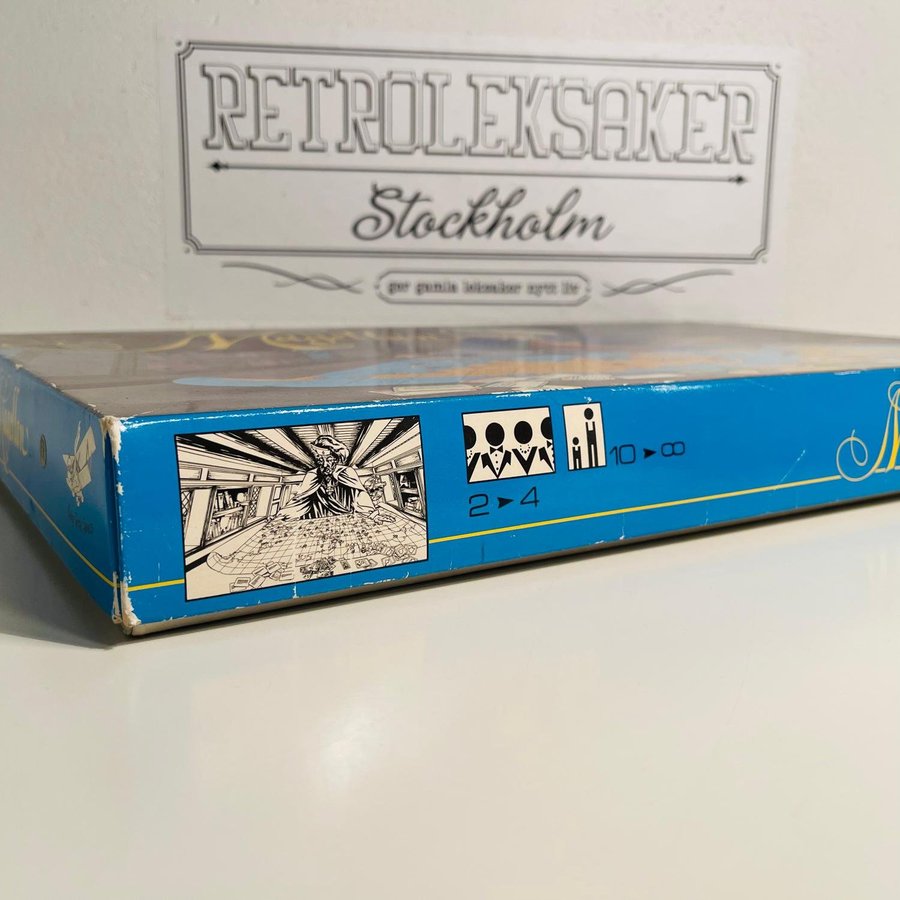 RETROLEKSAKER
Stockholm
ger gamla leksaker nytt liv
10 ► ∞
2 ► 4